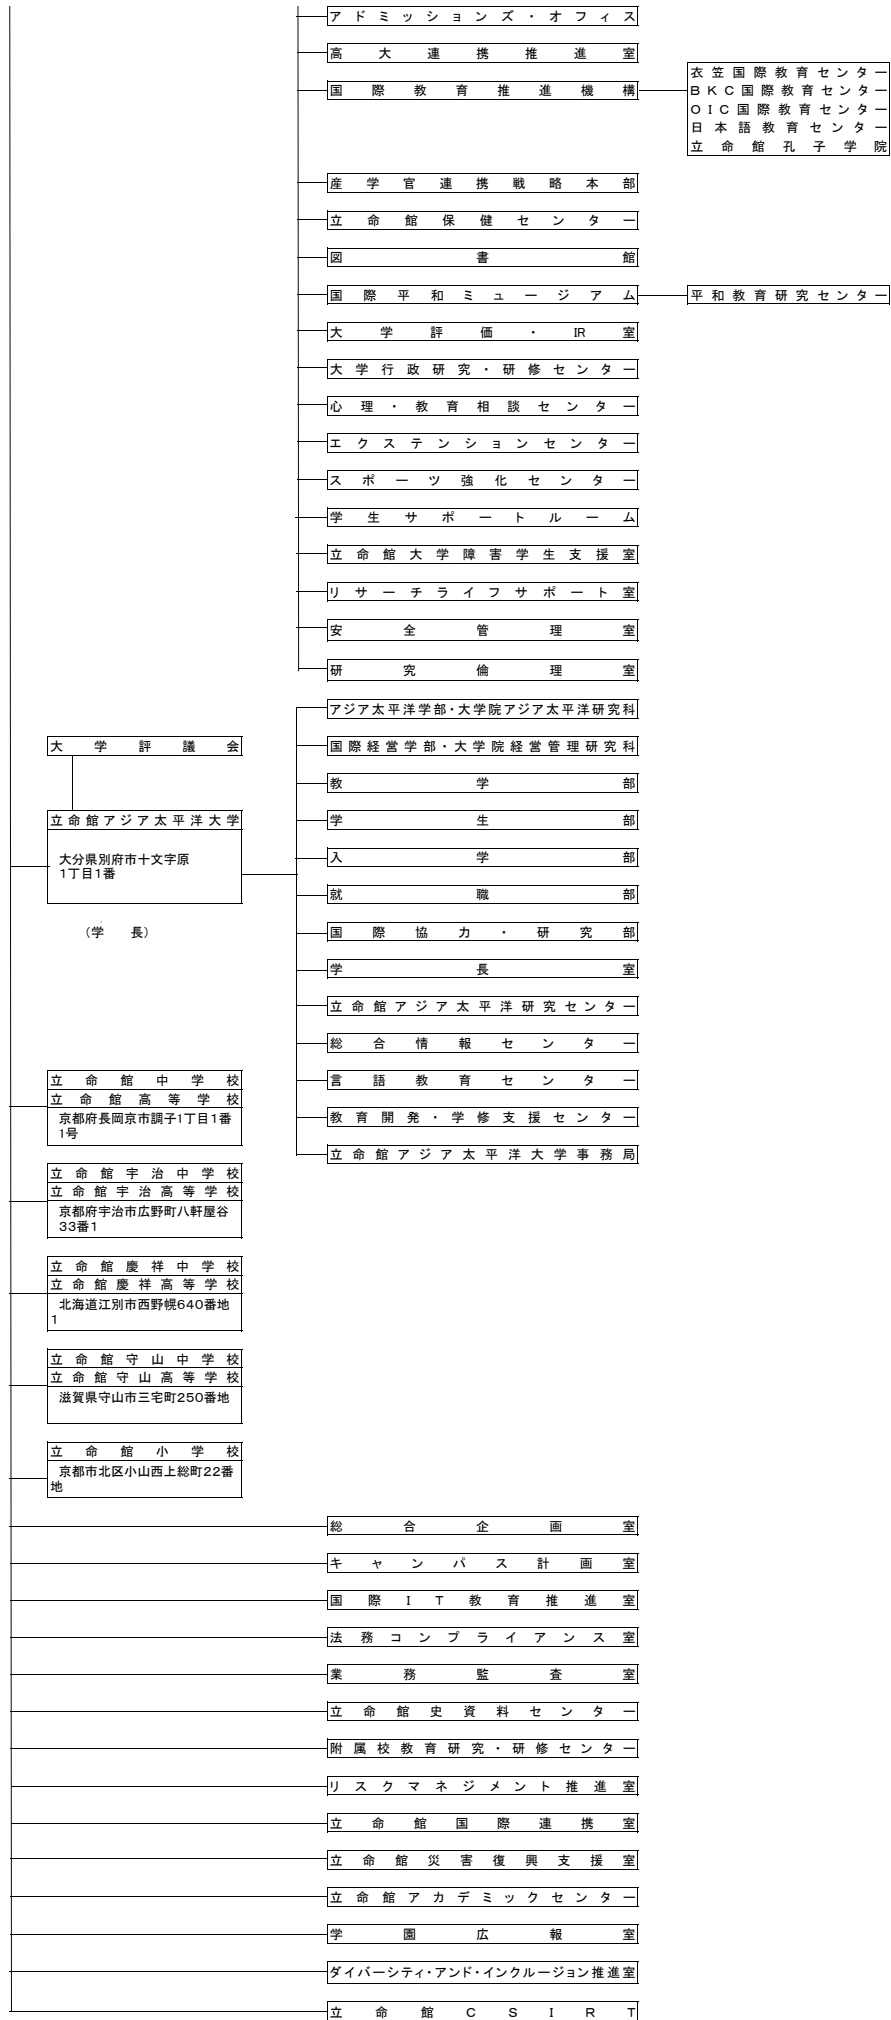 アドミッションズ・オフィス
高大連携推進室
国際教育推進機構
衣笠国際教育センター
BKC国際教育センター
OIC国際教育センター
日本語教育センター
立命館孔子学院
産学官連携戦略本部
立命館保健センター
図書館
国際平和ミュージアム
平和教育研究センター
大学評価・IR室
大学行政研究・研修センター
心理・教育相談センター
エクステンションセンター
スポーツ強化センター
学生サポートルーム
立命館大学障害学生支援室
リサーチライフサポート室
安全管理室
研究倫理室
アジア太平洋学部・大学院アジア太平洋研究科
大学評議会
国際経営学部・大学院経営管理研究科
教学部
立命館アジア太平洋大学
大分県別府市十文字原
1丁目1番
(学 長)
学生部
入学部
就職部
国際協力・研究部
学長室
立命館アジア太平洋研究センター
総合情報センター
言語教育センター
教育開発・学修支援センター
立命館アジア太平洋大学事務局
立命館中学校
立命館高等学校
京都府長岡京市調子1丁目1番
1号
立命館宇治中学校
立命館宇治高等学校
京都府宇治市広野町八軒屋谷
33番1
立命館慶祥中学校
立命館慶祥高等学校
北海道江別市西野幌640番地
1
立命館守山中学校
立命館守山高等学校
滋賀県守山市三宅町250番地
立命館小学校
京都市北区小山西上総町22番
地
総合企画室
キャンパス計画室
国際IT教育推進室
法務コンプライアンス室
業務監査室
立命館史資料センター
附属校教育研究・研修センター
リスクマネジメント推進室
立命館国際連携室
立命館災害復興支援室
立命館アカデミックセンター
学園広報室
ダイバーシティ・アンド・インクルージョン推進室
立命館CSIRT